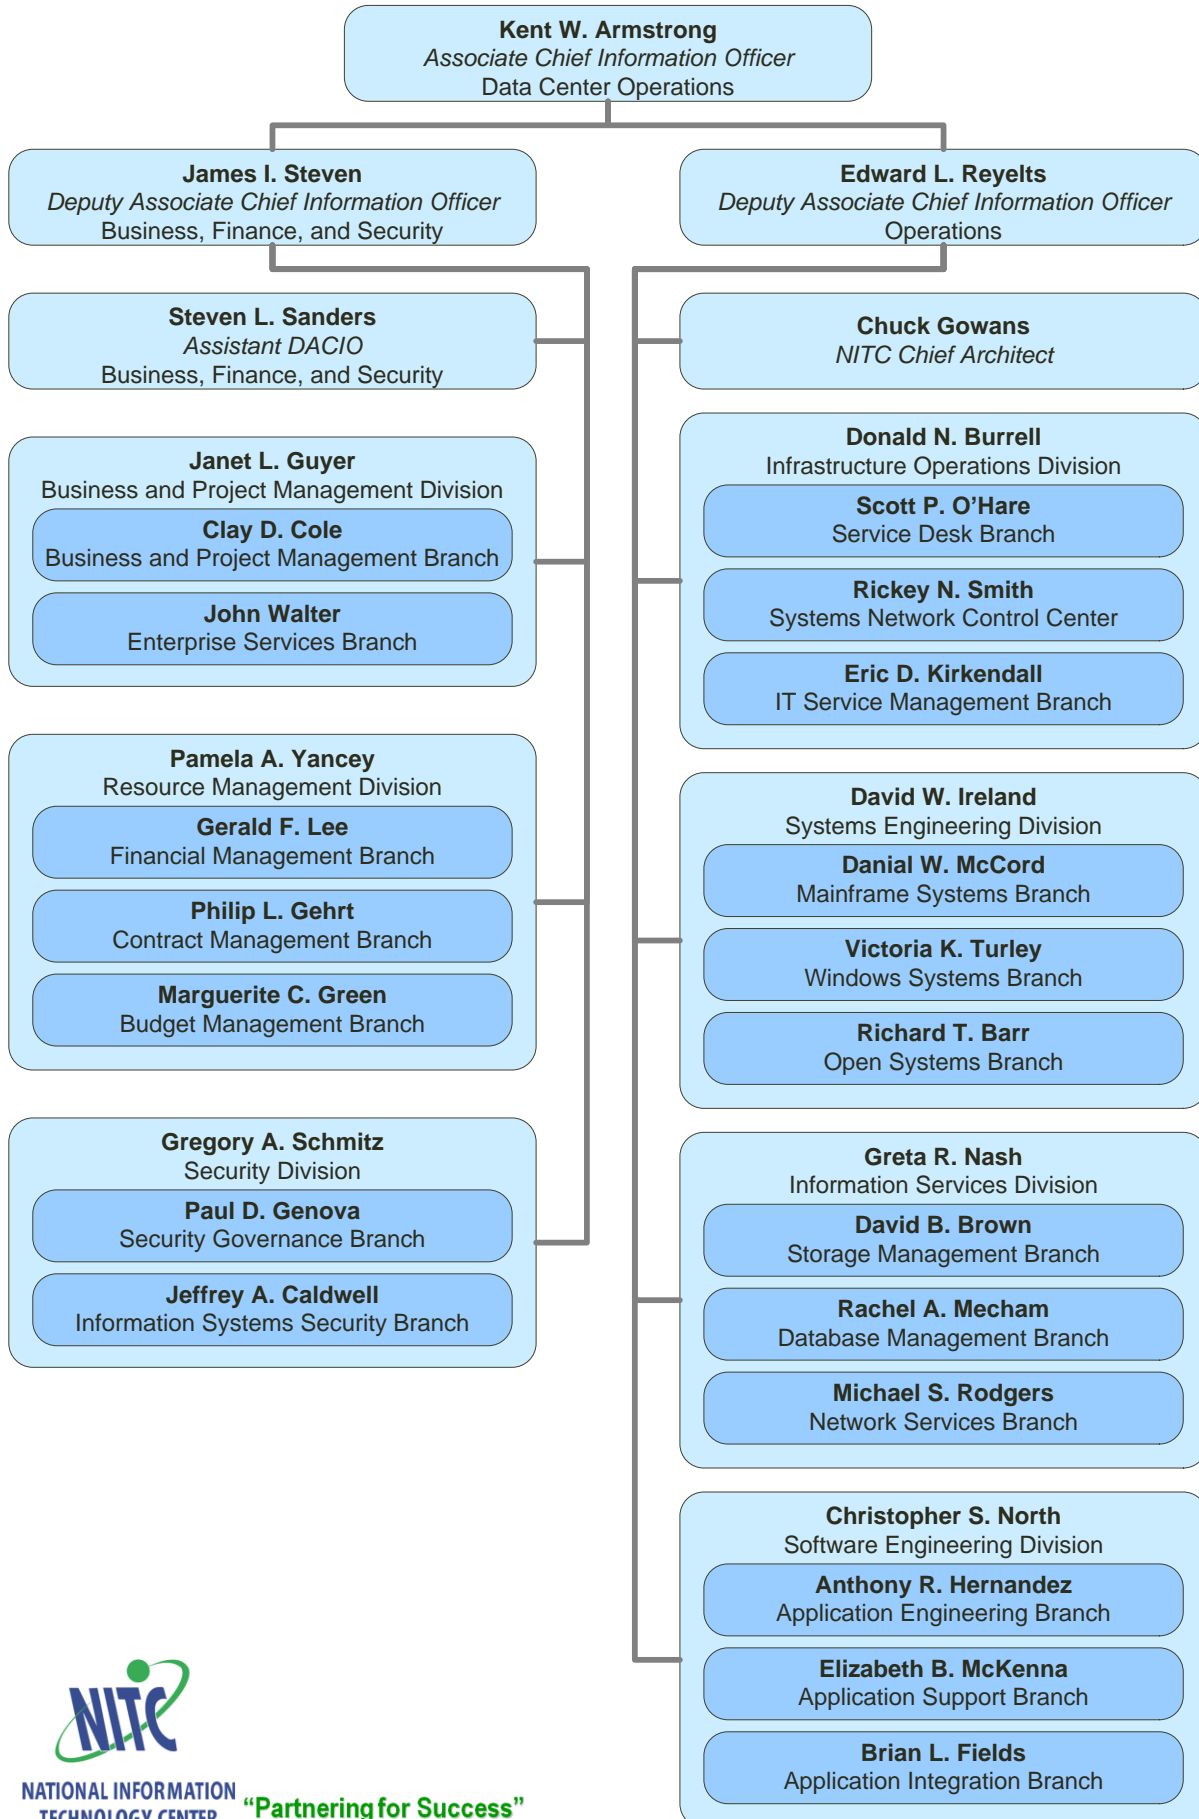 Kent W. Armstrong
Associate Chief Information Officer
Data Center Operations
James I. Steven
Deputy Associate Chief Information Officer
Business, Finance, and Security
Steven L. Sanders
Assistant DACIO
Business, Finance, and Security
Janet L. Guyer
Business and Project Management Division
Clay D. Cole
Business and Project Management Branch
John Walter
Enterprise Services Branch
Pamela A. Yancey
Resource Management Division
Gerald F. Lee
Financial Management Branch
Philip L. Gehrt
Contract Management Branch
Marguerite C. Green
Budget Management Branch
Gregory A. Schmitz
Security Division
Paul D. Genova
Security Governance Branch
Jeffrey A. Caldwell
Information Systems Security Branch
Edward L. Reyelts
Deputy Associate Chief Information Officer
Operations
Chuck Gowans
NITC Chief Architect
Donald N. Burrell
Infrastructure Operations Division
Scott P. O’Hare
Service Desk Branch
Rickey N. Smith
Systems Network Control Center
Eric D. Kirkendall
IT Service Management Branch
David W. Ireland
Systems Engineering Division
Danial W. McCord
Mainframe Systems Branch
Victoria K. Turley
Windows Systems Branch
Richard T. Barr
Open Systems Branch
Greta R. Nash
Information Services Division
David B. Brown
Storage Management Branch
Rachel A. Mecham
Database Management Branch
Michael S. Rodgers
Network Services Branch
Christopher S. North
Software Engineering Division
Anthony R. Hernandez
Application Engineering Branch
Elizabeth B. McKenna
Application Support Branch
Brian L. Fields
Application Integration Branch
NITC
NATIONAL INFORMATION
TECHNOLOGY CENTER
"Partnering for Success"